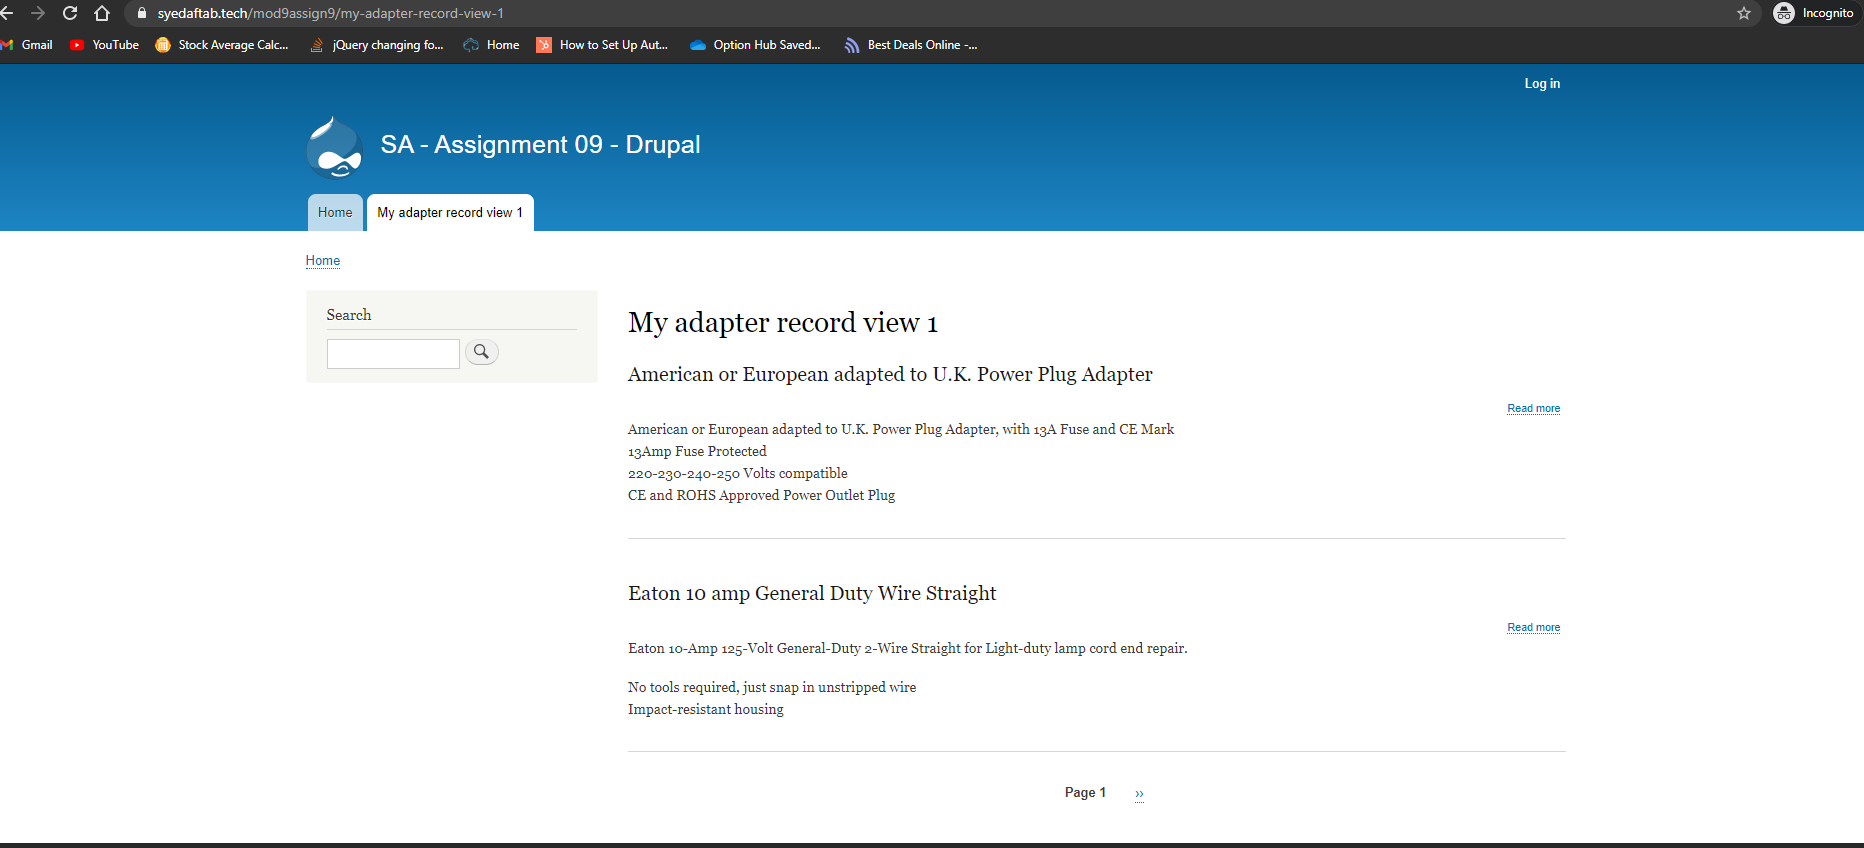 syedaftab.tech/mod9assign9/my-adapter-record-view-1
Incognito
Gmail
YouTube
Stock Average Calc...
jQuery changing fo...
Home
How to Set Up Aut...
Option Hub Saved...
Best Deals Online -...
Log in
SA - Assignment 09 - Drupal
Home
My adapter record view 1
Home
Search
My adapter record view 1
American or European adapted to U.K. Power Plug Adapter
Read more
American or European adapted to U.K. Power Plug Adapter, with 13A Fuse and CE Mark
13Amp Fuse Protected
220-230-240-250 Volts compatible
CE and ROHS Approved Power Outlet Plug
Eaton 10 amp General Duty Wire Straight
Read more
Eaton 10-Amp 125-Volt General-Duty 2-Wire Straight for Light-duty lamp cord end repair.
No tools required, just snap in unstripped wire
Impact-resistant housing
Page 1 ››